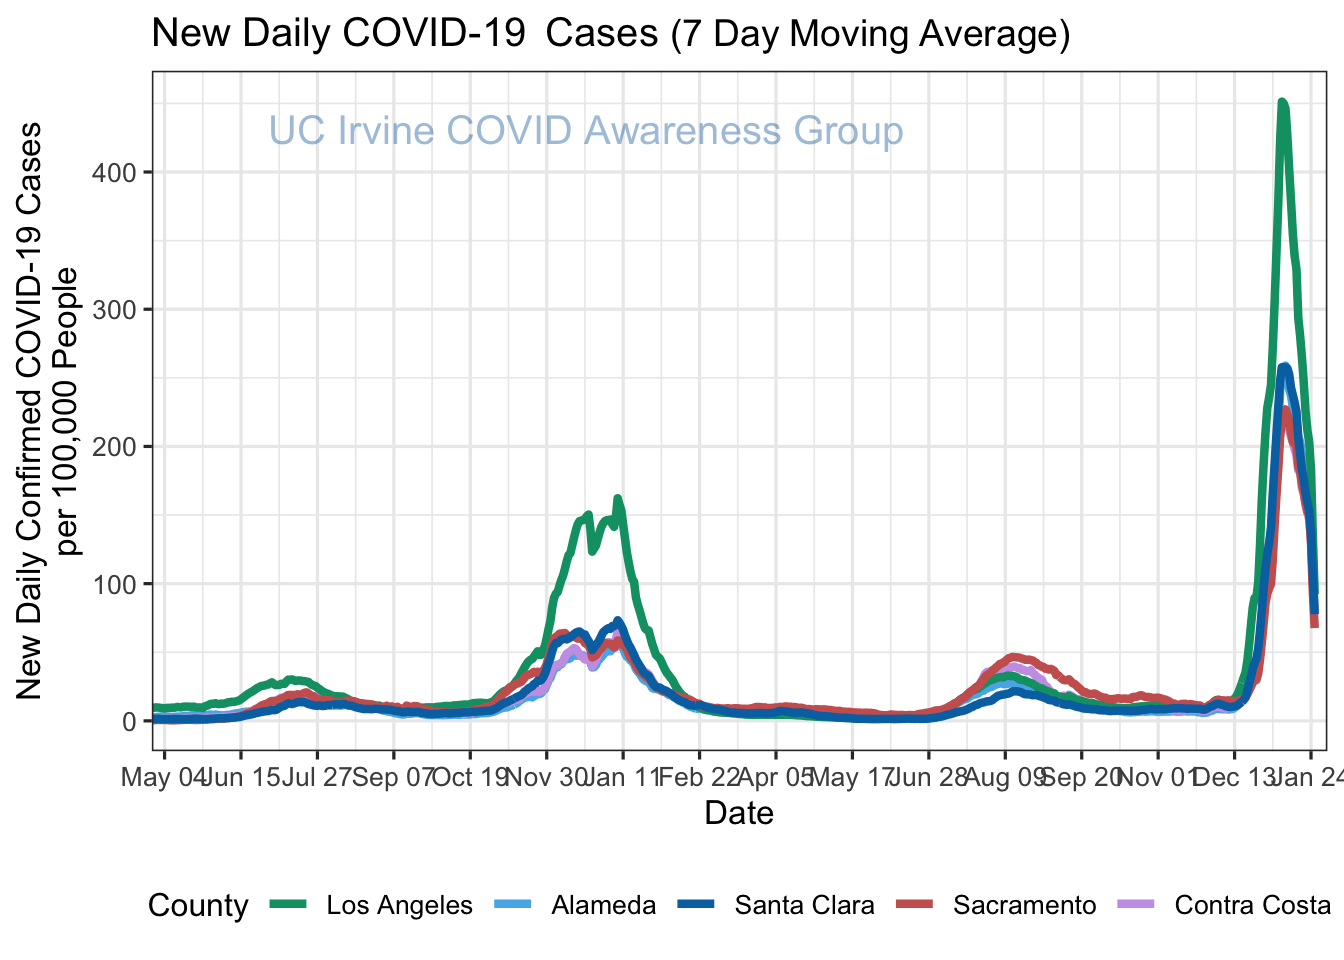 New Daily COVID-19  Cases (7 Day Moving Average)
UC Irvine COVID Awareness Group
New Daily Confirmed COVID-19 Cases
per 100,000 People
400
300
200
100
0
May 04 Jun 15 Jul 27 Sep 07 Oct 19 Nov 30 Jan 11 Feb 22 Apr 05 May 17 Jun 28 Aug 09 Sep 20 Nov 01 Dec 13 Jan 24
Date
County Los Angeles Alameda Santa Clara Sacramento Contra Costa